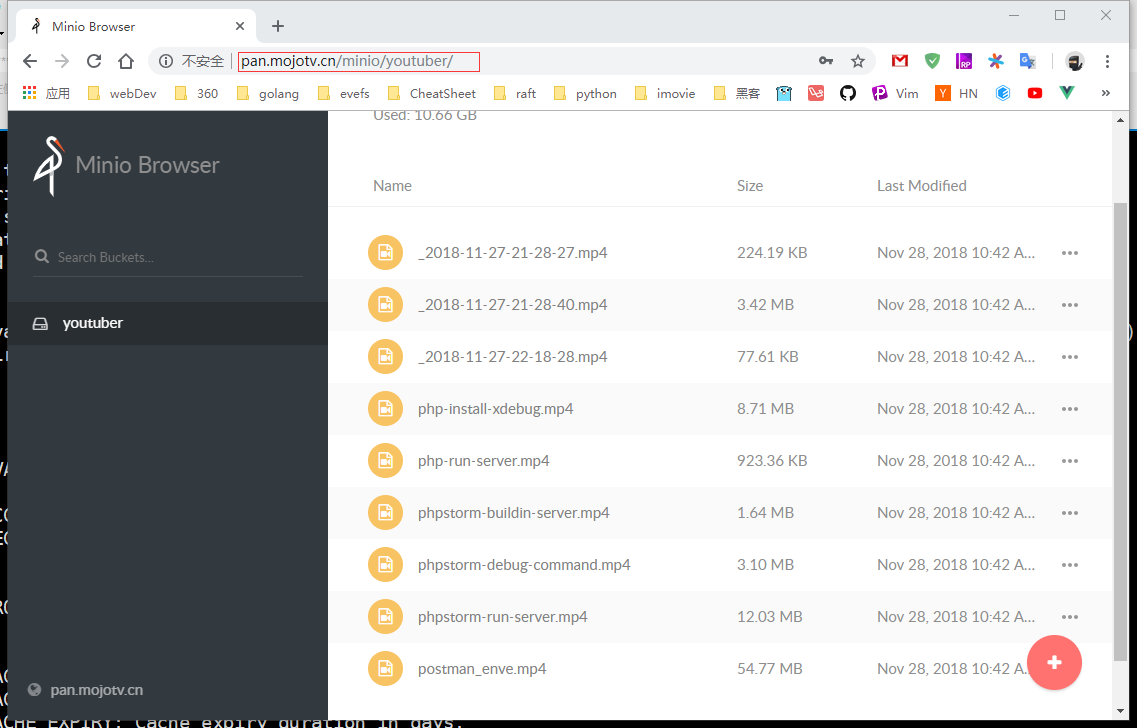 Minio Browser
不安全 pan.mojotv.cn/minio/youtuber/
应用 webDev 360 golang evefs CheatSheet raft python imovie 黑客 Vim HN »
Used: 10.66 GB
Minio Browser
Name Size Last Modified
Search Buckets...
_2018-11-27-21-28-27.mp4 224.19 KB Nov 28, 2018 10:42 A...
_2018-11-27-21-28-40.mp4 3.42 MB Nov 28, 2018 10:42 A...
youtuber
_2018-11-27-22-18-28.mp4 77.61 KB Nov 28, 2018 10:42 A...
php-install-xdebug.mp4 8.71 MB Nov 28, 2018 10:42 A...
php-run-server.mp4 923.36 KB Nov 28, 2018 10:42 A...
phpstorm-buildin-server.mp4 1.64 MB Nov 28, 2018 10:42 A...
phpstorm-debug-command.mp4 3.10 MB Nov 28, 2018 10:42 A...
phpstorm-run-server.mp4 12.03 MB Nov 28, 2018 10:42 A...
postman_enve.mp4 54.77 MB Nov 28, 2018 10:42 A...
pan.mojotv.cn
ACHE_EXPIRY: Cache expiry duration in days.